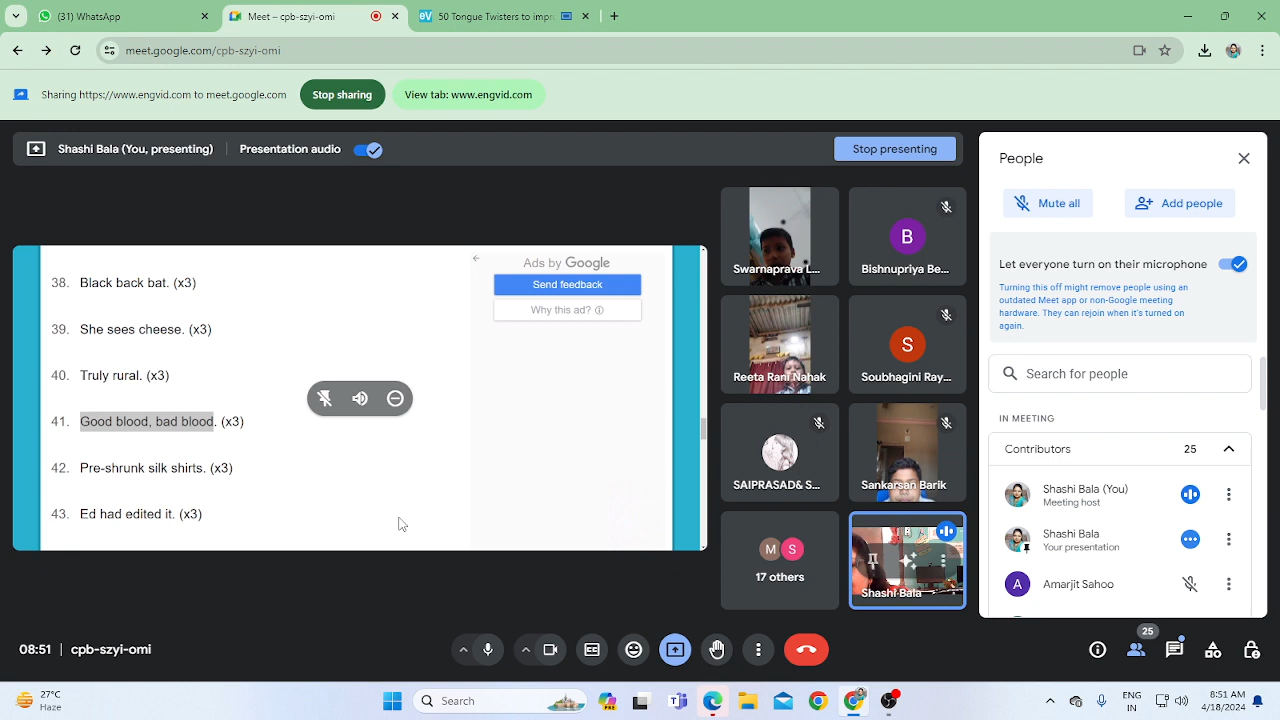 (31) WhatsApp
Meet – cpb-szyi-omi
50 Tongue Twisters to impr
meet.google.com/cpb-szyi-omi
Sharing https://www.engvid.com to meet.google.com
Stop sharing
View tab: www.engvid.com
Shashi Bala (You, presenting)
Presentation audio
Stop presenting
38. Black back bat. (x3)
39. She sees cheese. (x3)
40. Truly rural. (x3)
41. Good blood, bad blood. (x3)
42. Pre-shrunk silk shirts. (x3)
43. Ed had edited it. (x3)
Ads by Google
Send feedback
Why this ad?
Swarnaprava L...
B
Bishnupriya Be...
Reeta Rani Nahak
S
Soubhagini Ray...
SAIPRASAD& S...
Sankarsan Barik
M S
17 others
Shashi Bala
People
Mute all
Add people
Let everyone turn on their microphone
Turning this off might remove people using an
outdated Meet app or non-Google meeting
hardware. They can rejoin when it's turned on
again.
Search for people
IN MEETING
Contributors 25
Shashi Bala (You)
Meeting host
Shashi Bala
Your presentation
A
Amarjit Sahoo
08:51 | cpb-szyi-omi
25
27°C
Haze
Search
PRE
ENG
IN
8:51 AM
4/18/2024